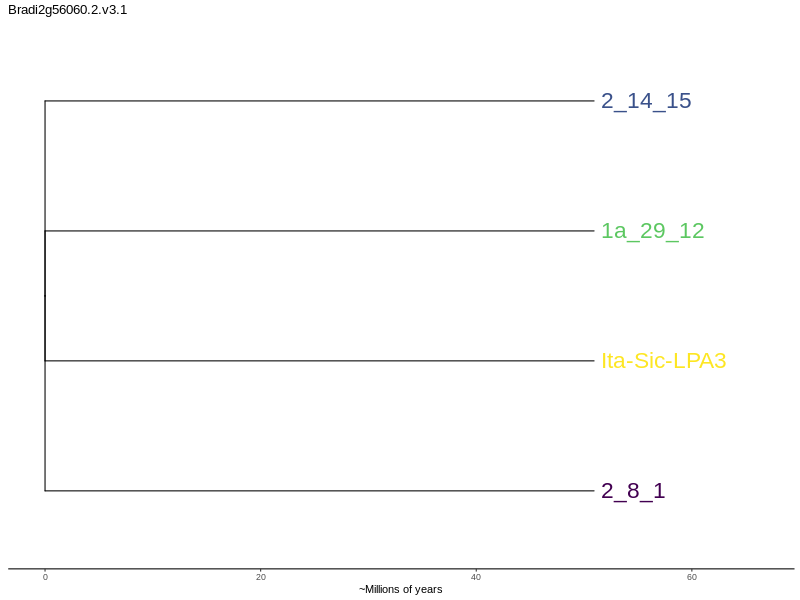 Bradi2g56060.2.v3.1
2_14_15
1a_29_12
Ita-Sic-LPA3
2_8_1
0 20 40 60
~Millions of years